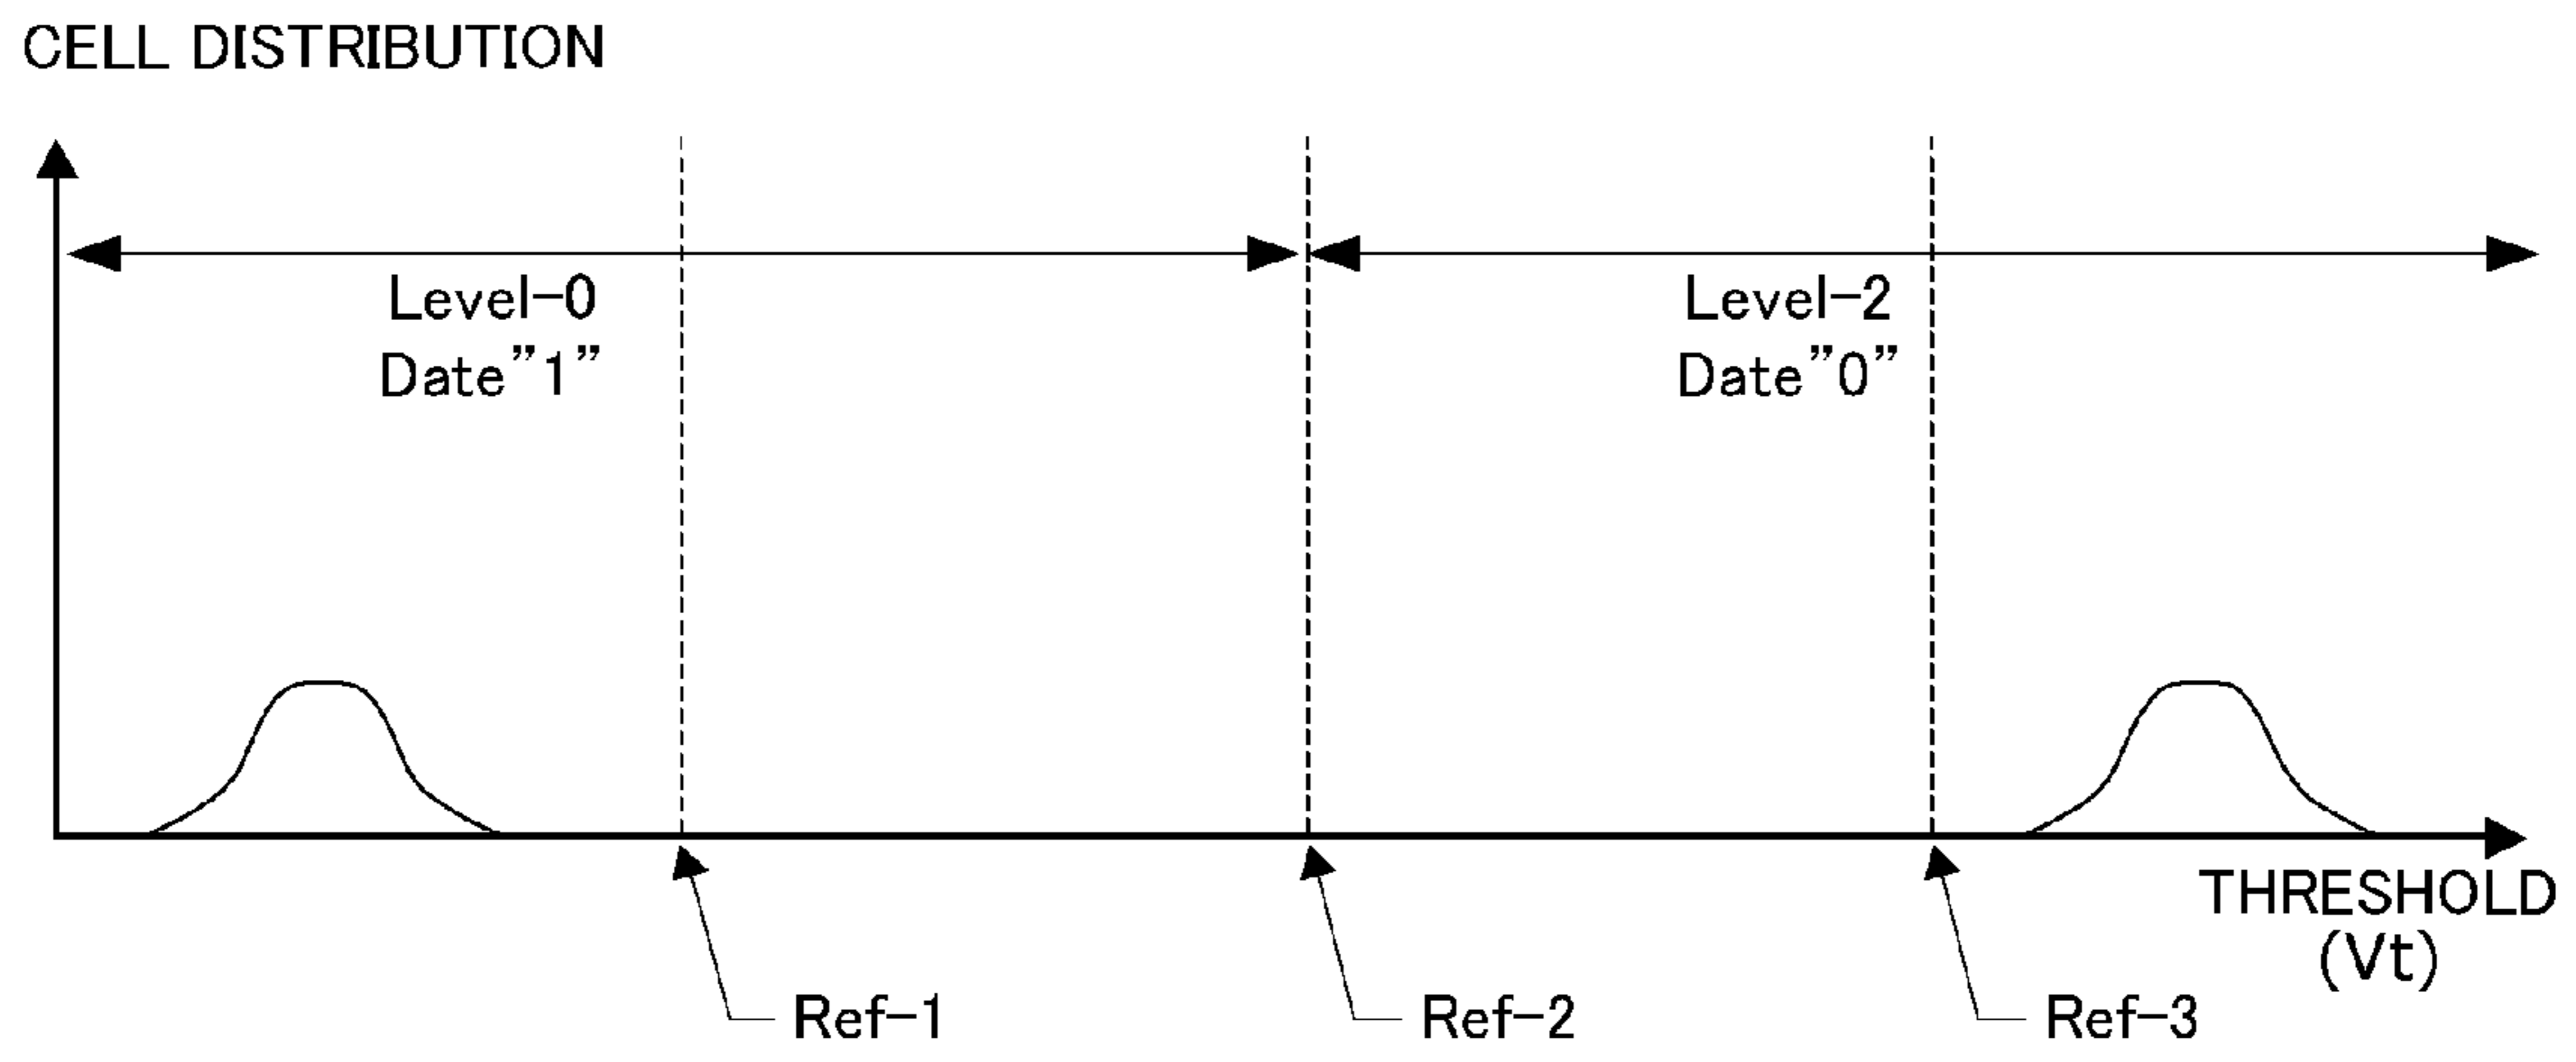 CELL DISTRIBUTION
Level-0
Date"1"
Level-2
Date"0"
THRESHOLD
(Vt)
Ref-1
Ref-2
Ref-3